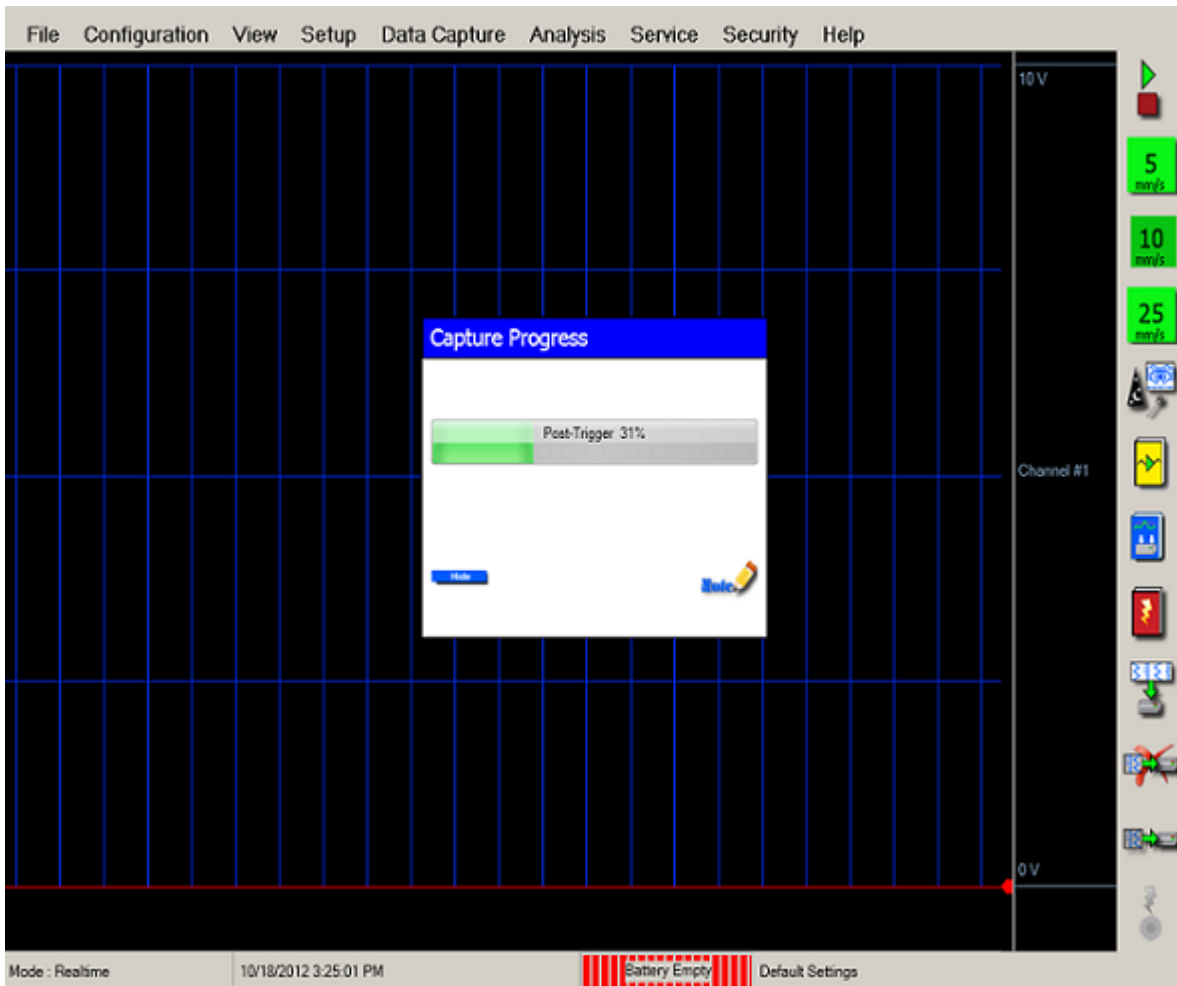 File Configuration View Setup Data Capture Analysis Service Security Help
10 V
5
mm/s
10
mm/s
25
mm/s
Capture Progress
Post-Trigger 31%
Channel #1
Hide
Note
0 V
Mode : Realtime 10/18/2012 3:25:01 PM Battery Empty Default Settings